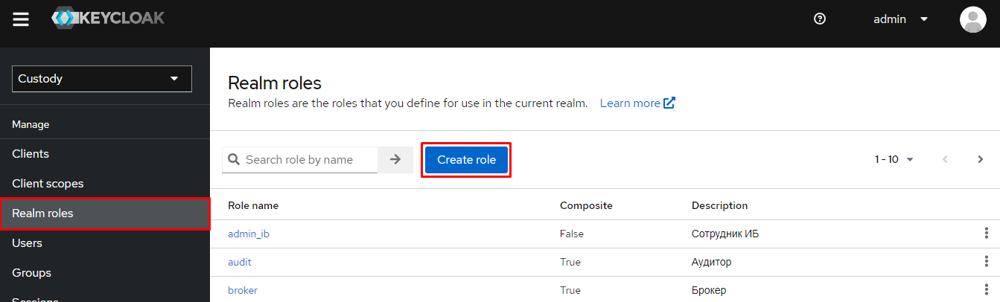 KEYCLOAK
admin
Custody
Manage
Clients
Client scopes
Realm roles
Users
Groups
Sessions
Realm roles
Realm roles are the roles that you define for use in the current realm. Learn more
Search role by name
Create role
1 - 10
Role name Composite Description
admin_ib False Сотрудник ИБ
audit True Аудитор
broker True Брокер